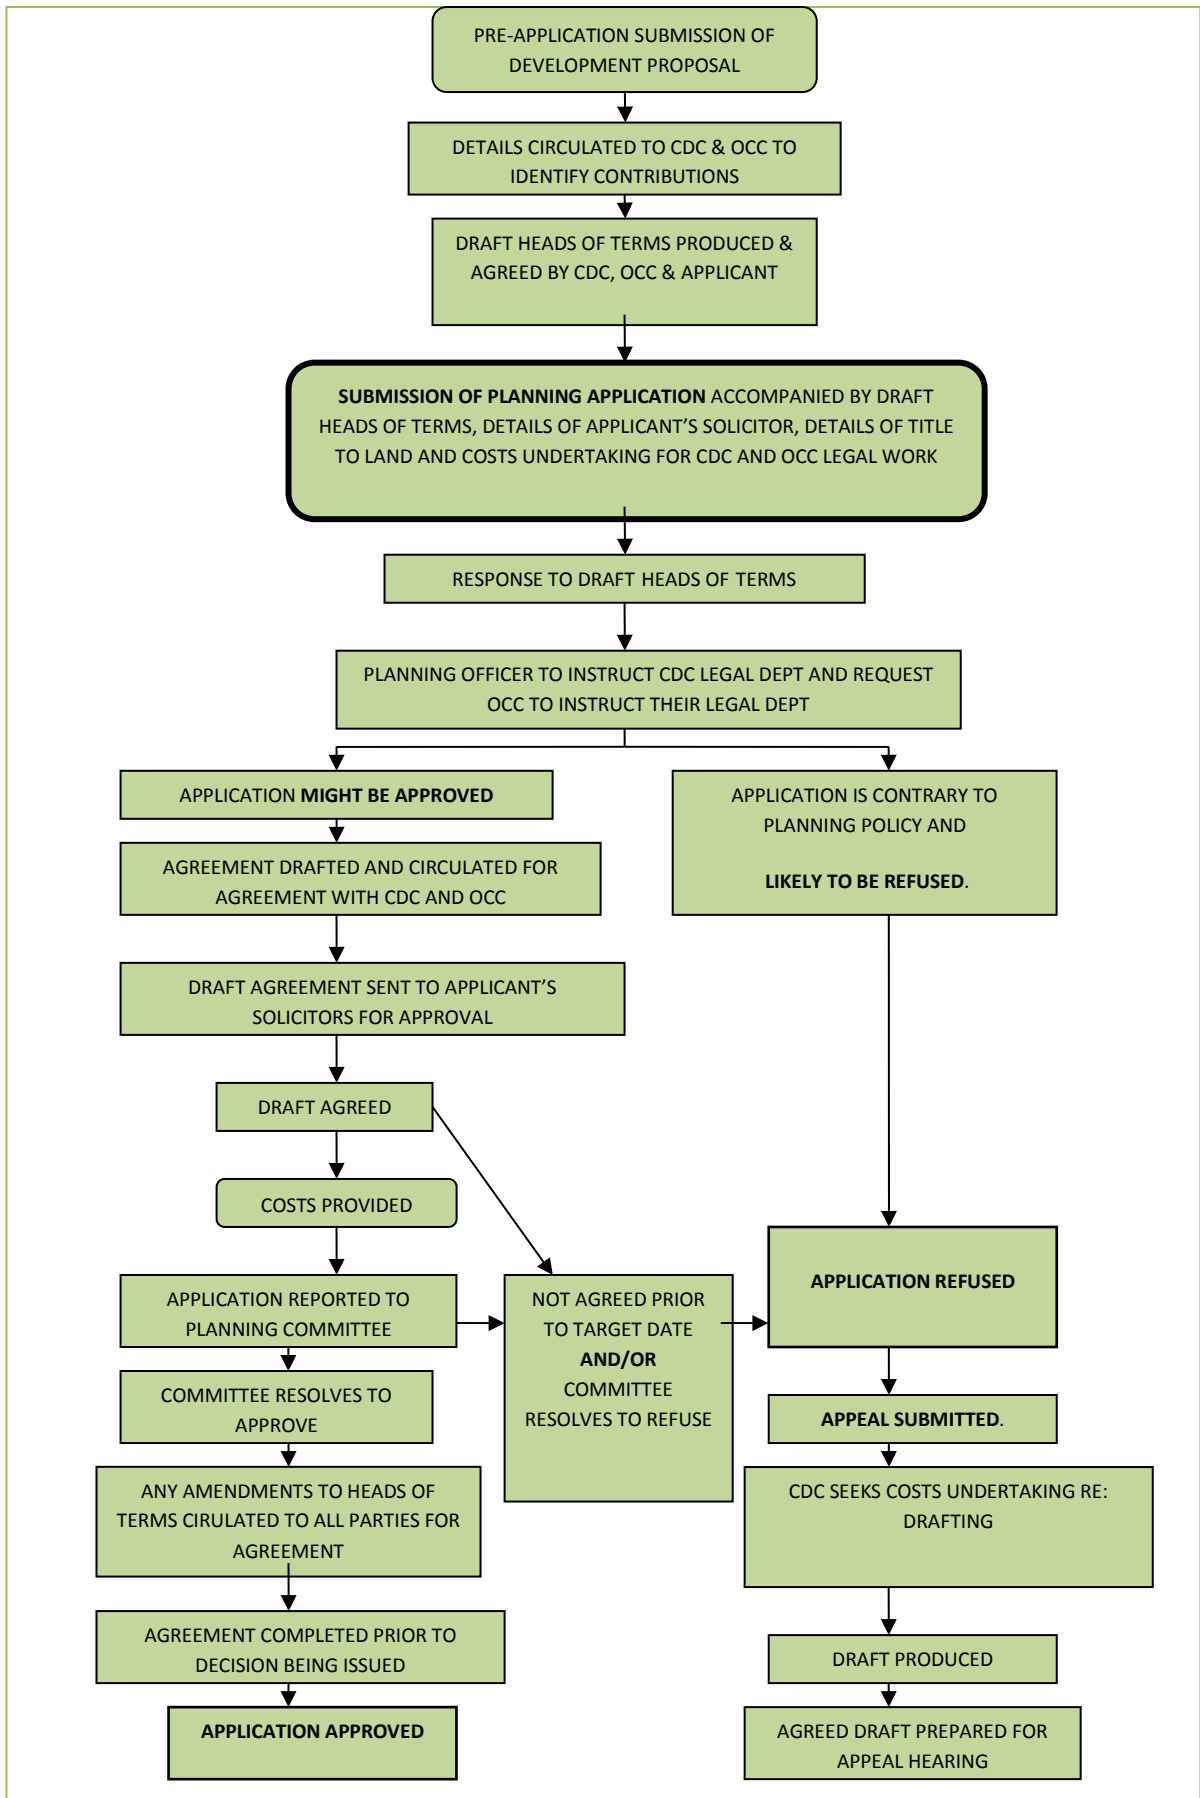 PRE-APPLICATION SUBMISSION OF
DEVELOPMENT PROPOSAL
DETAILS CIRCULATED TO CDC & OCC TO
IDENTIFY CONTRIBUTIONS
DRAFT HEADS OF TERMS PRODUCED &
AGREED BY CDC, OCC & APPLICANT
SUBMISSION OF PLANNING APPLICATION ACCOMPANIED BY DRAFT
HEADS OF TERMS, DETAILS OF APPLICANT’S SOLICITOR, DETAILS OF TITLE
TO LAND AND COSTS UNDERTAKING FOR CDC AND OCC LEGAL WORK
RESPONSE TO DRAFT HEADS OF TERMS
PLANNING OFFICER TO INSTRUCT CDC LEGAL DEPT AND REQUEST
OCC TO INSTRUCT THEIR LEGAL DEPT
APPLICATION MIGHT BE APPROVED
AGREEMENT DRAFTED AND CIRCULATED FOR
AGREEMENT WITH CDC AND OCC
DRAFT AGREEMENT SENT TO APPLICANT’S
SOLICITORS FOR APPROVAL
DRAFT AGREED
COSTS PROVIDED
APPLICATION REPORTED TO
PLANNING COMMITTEE
COMMITTEE RESOLVES TO
APPROVE
ANY AMENDMENTS TO HEADS OF
TERMS CIRULATED TO ALL PARTIES FOR
AGREEMENT
AGREEMENT COMPLETED PRIOR TO
DECISION BEING ISSUED
APPLICATION APPROVED
NOT AGREED PRIOR
TO TARGET DATE
AND/OR
COMMITTEE
RESOLVES TO REFUSE
APPLICATION IS CONTRARY TO
PLANNING POLICY AND
LIKELY TO BE REFUSED.
APPLICATION REFUSED
APPEAL SUBMITTED.
CDC SEEKS COSTS UNDERTAKING RE:
DRAFTING
DRAFT PRODUCED
AGREED DRAFT PREPARED FOR
APPEAL HEARING